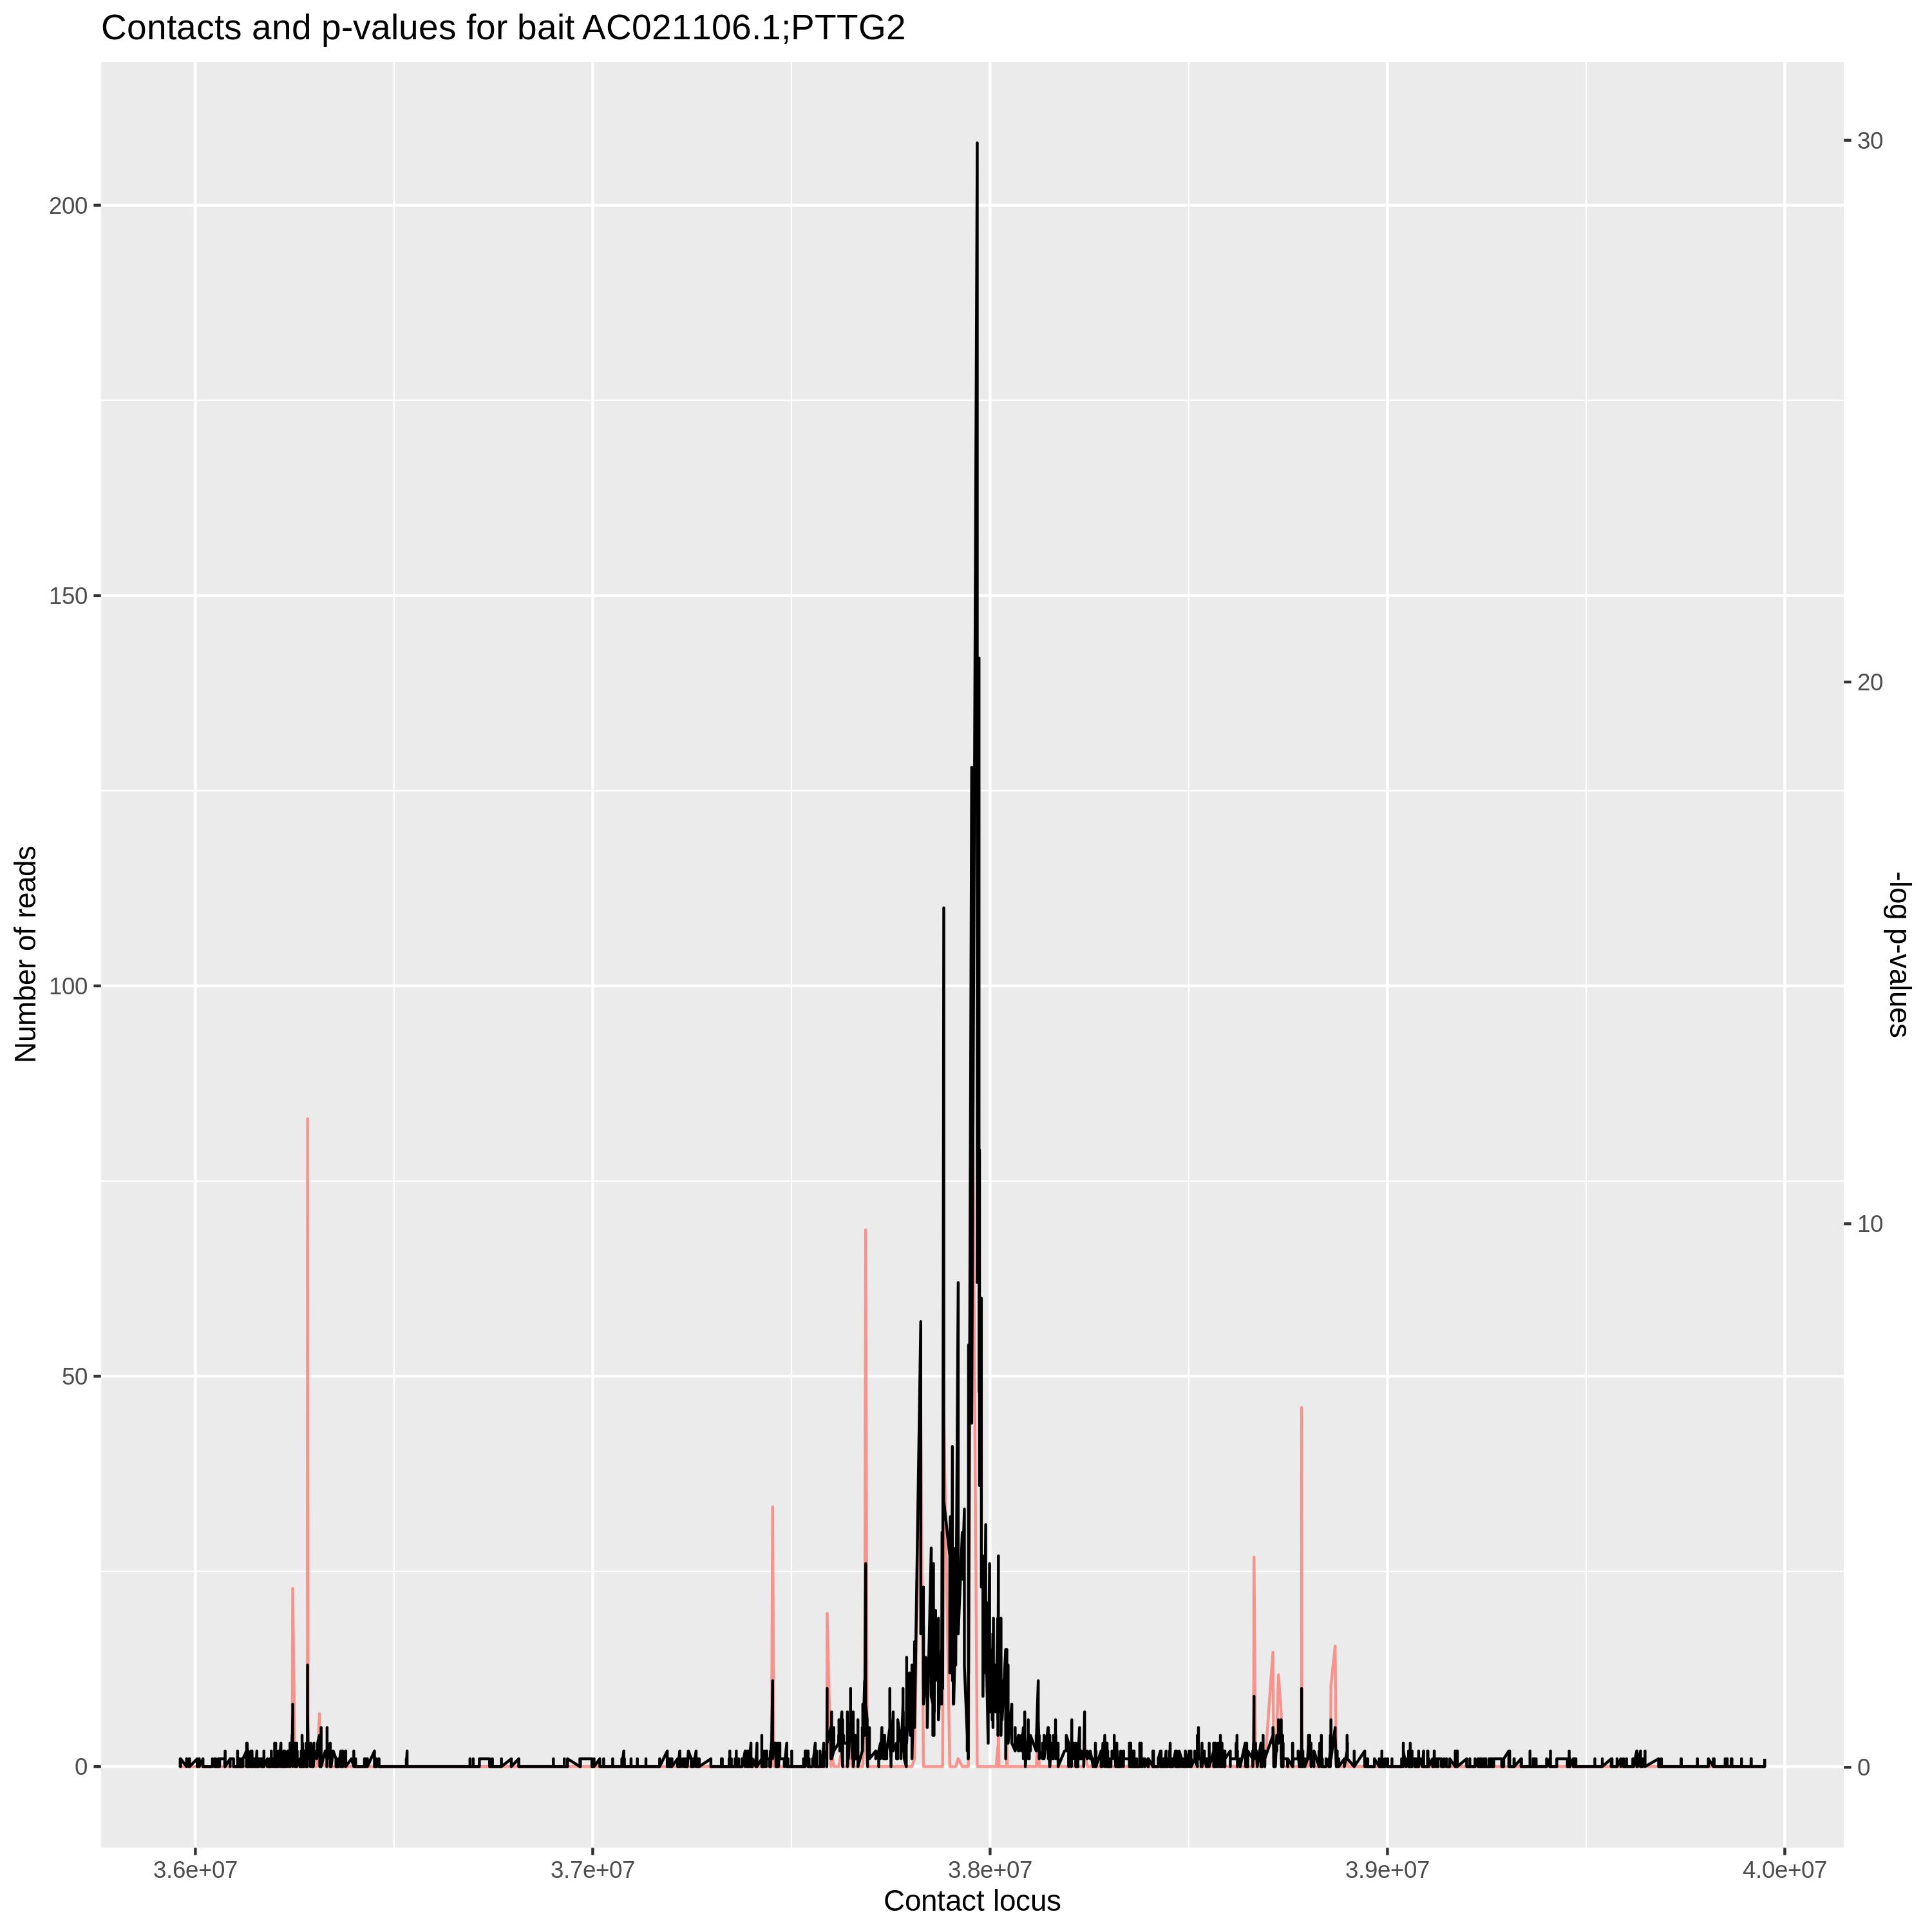 Contacts and p-values for bait AC021106.1;PTTG2
200
150
100
50
0
Number of reads
30
20
10
0
-log p-values
3.6e+07 3.7e+07 3.8e+07 3.9e+07 4.0e+07
Contact locus